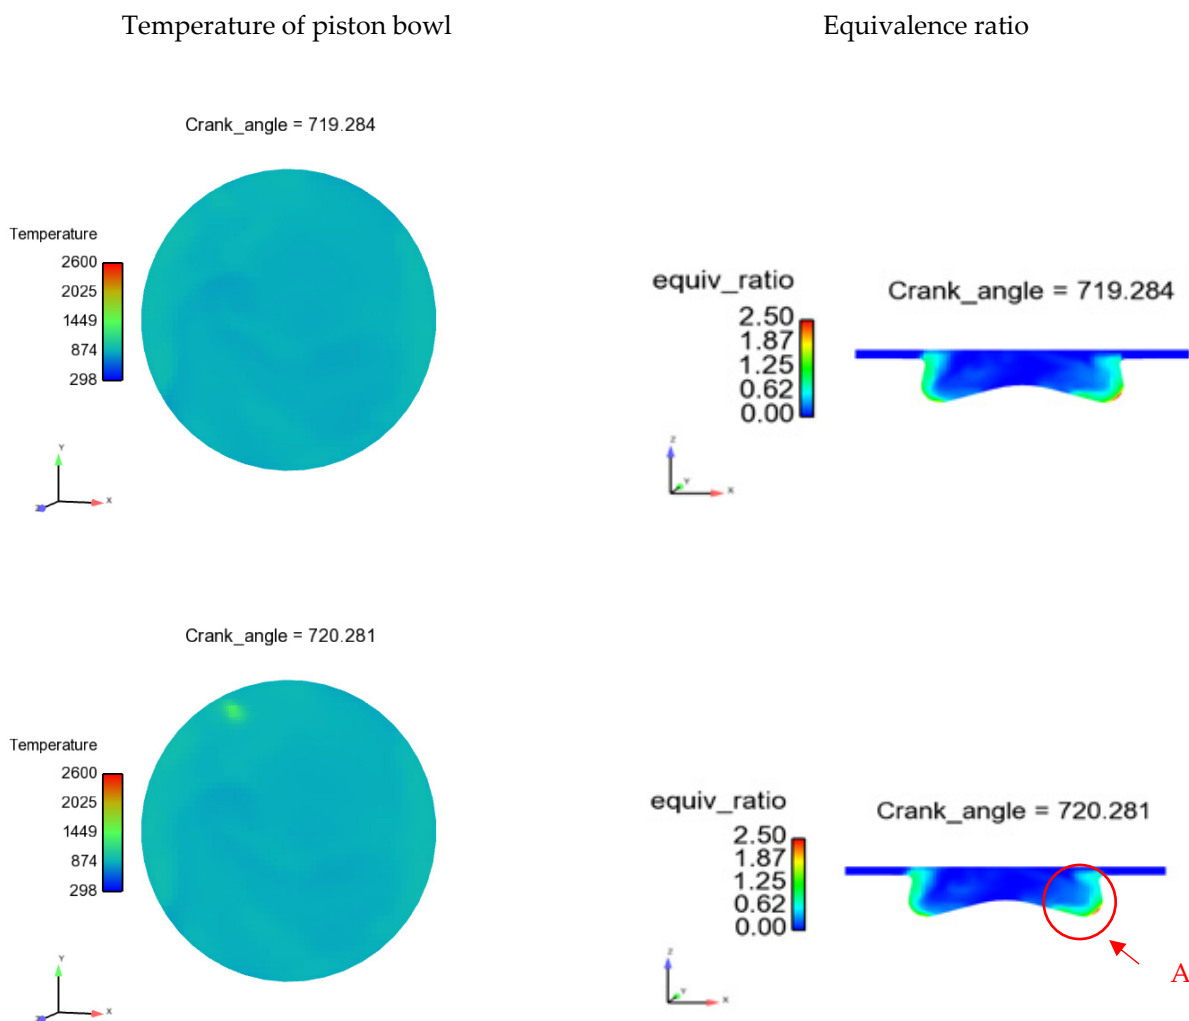 Temperature of piston bowl
Equivalence ratio
Crank_angle = 719.284
Temperature
2600
2025
1449
874
298
Y
X
Z
equiv_ratio
Crank_angle = 719.284
2.50
1.87
1.25
0.62
0.00
Z
Y
X
Crank_angle = 720.281
Temperature
2600
2025
1449
874
298
Y
X
Z
equiv_ratio
Crank_angle = 720.281
2.50
1.87
1.25
0.62
0.00
Z
Y
X
A